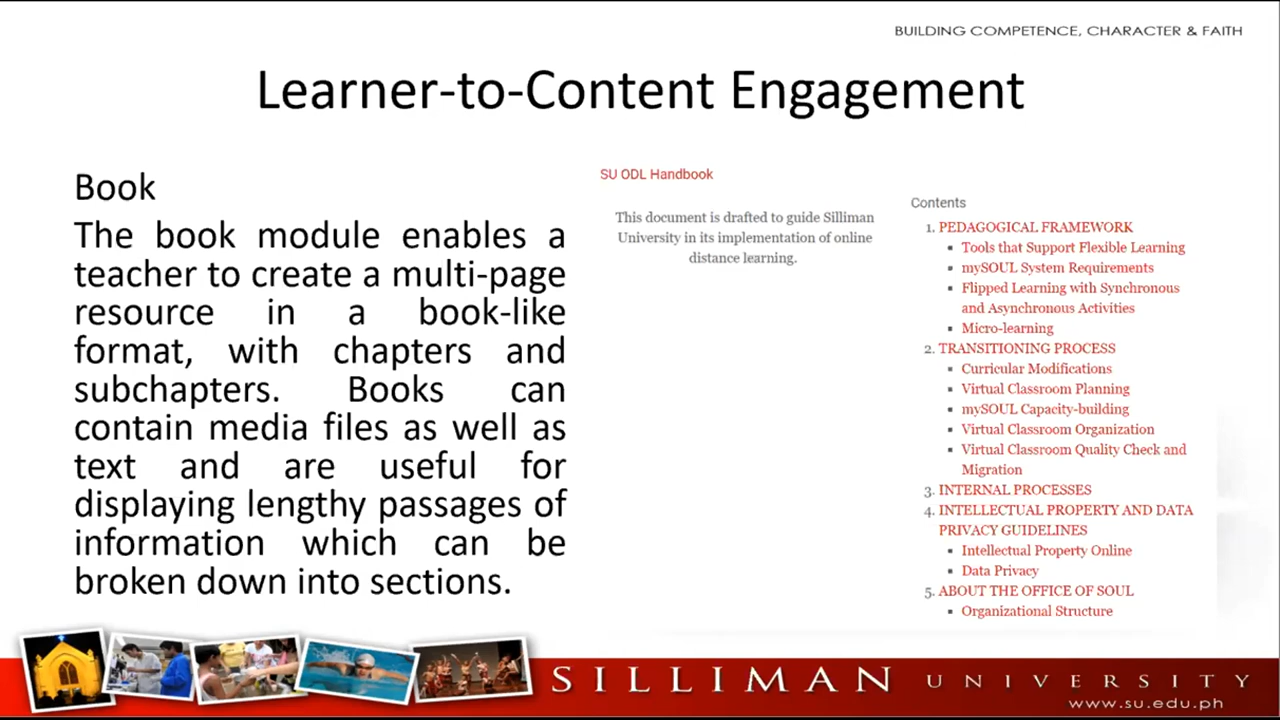 BUILDING COMPETENCE, CHARACTER & FAITH
Learner-to-Content Engagement
Book
The book module enables a
teacher to create a multi-page
resource in a book-like
format, with chapters and
subchapters. Books can
contain media files as well as
text and are useful for
displaying lengthy passages of
information which can be
broken down into sections.
SU ODL Handbook
This document is drafted to guide Silliman
University in its implementation of online
distance learning.
Contents
1. PEDAGOGICAL FRAMEWORK
▪ Tools that Support Flexible Learning
▪ mySOUL System Requirements
▪ Flipped Learning with Synchronous
and Asynchronous Activities
▪ Micro-learning
2. TRANSITIONING PROCESS
▪ Curricular Modifications
▪ Virtual Classroom Planning
▪ mySOUL Capacity-building
▪ Virtual Classroom Organization
▪ Virtual Classroom Quality Check and
Migration
3. INTERNAL PROCESSES
4. INTELLECTUAL PROPERTY AND DATA
PRIVACY GUIDELINES
▪ Intellectual Property Online
▪ Data Privacy
5. ABOUT THE OFFICE OF SOUL
▪ Organizational Structure
SILLIMAN UNIVERSITY
www.su.edu.ph